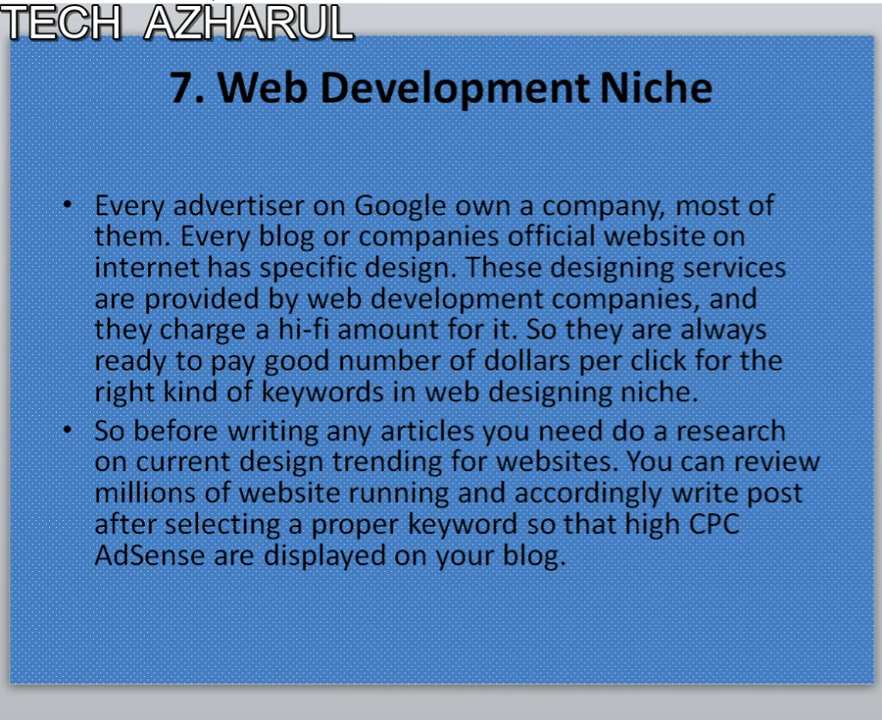 TECH AZHARUL
7. Web Development Niche
• Every advertiser on Google own a company, most of
them. Every blog or companies official website on
internet has specific design. These designing services
are provided by web development companies, and
they charge a hi-fi amount for it. So they are always
ready to pay good number of dollars per click for the
right kind of keywords in web designing niche.
• So before writing any articles you need do a research
on current design trending for websites. You can review
millions of website running and accordingly write post
after selecting a proper keyword so that high CPC
AdSense are displayed on your blog.